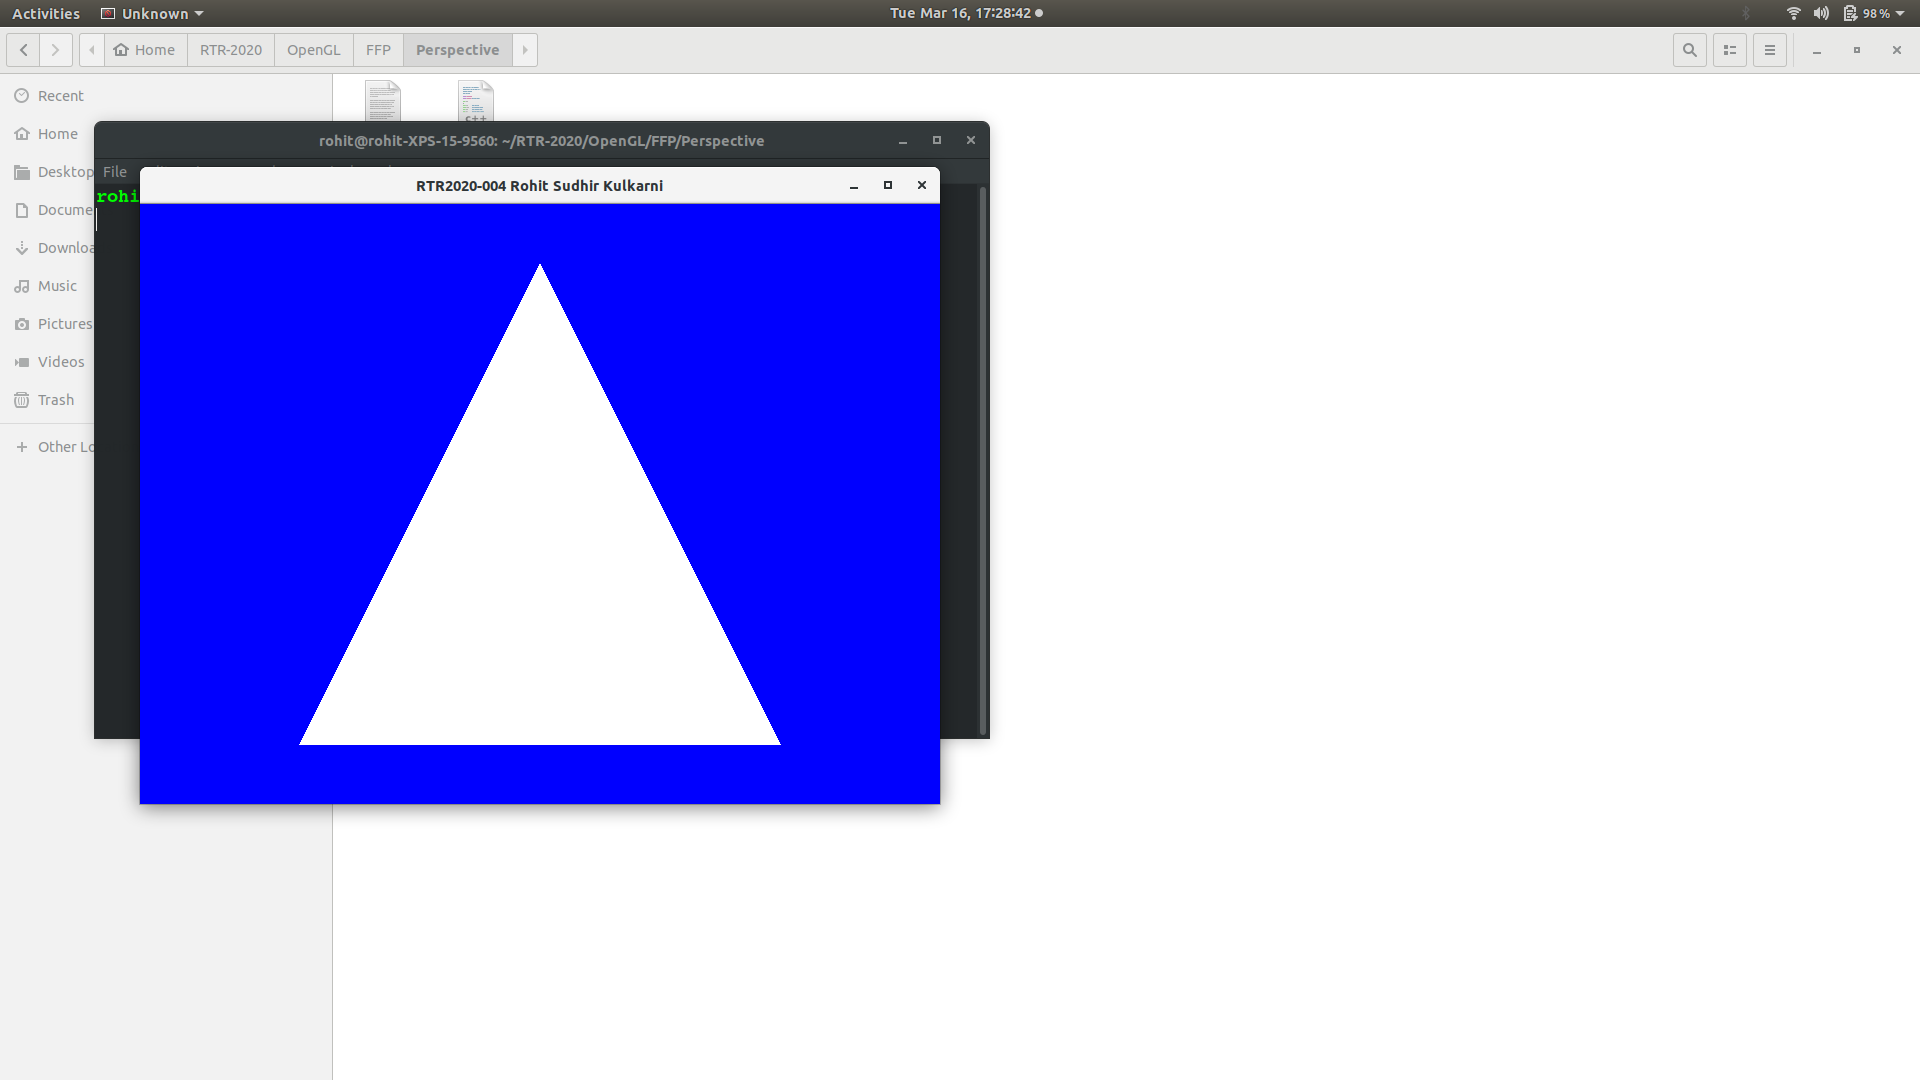 Activities Unknown Tue Mar 16, 17:28:42 98 %
Home RTR-2020 OpenGL FFP Perspective
Recent
Home
Desktop
Docume
Downloa
Music
Pictures
Videos
Trash
Other Lo
C++
rohit@rohit-XPS-15-9560: ~/RTR-2020/OpenGL/FFP/Perspective
File
RTR2020-004 Rohit Sudhir Kulkarni
rohi